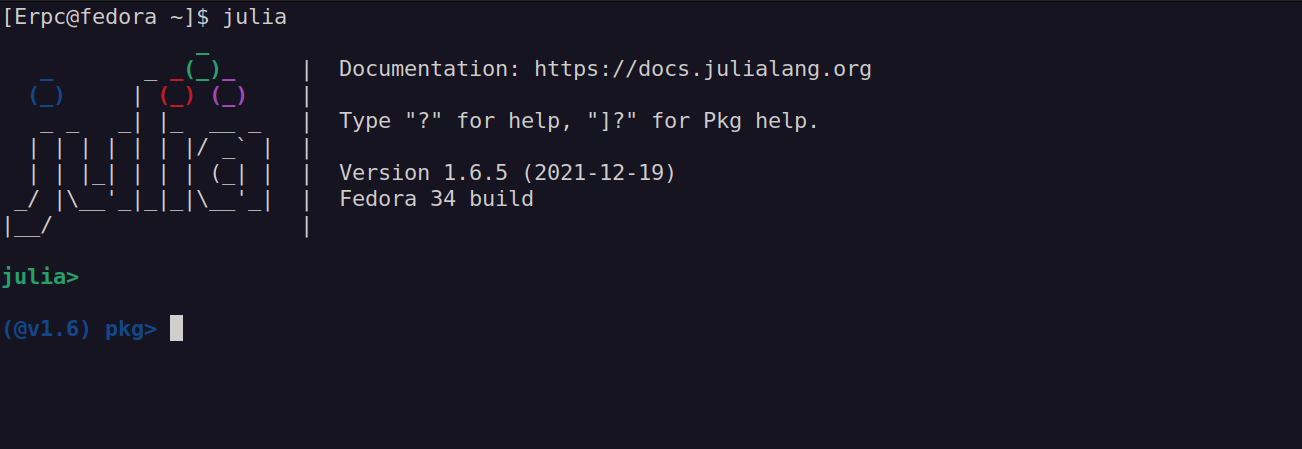 [Erpc@fedora ~]$ julia
               _
   _       _ _(_)_     |  Documentation: https://docs.julialang.org
  (_)     | (_) (_)    |
   _ _   _| |_  __ _   |  Type "?" for help, "]?" for Pkg help.
  | | | | | | |/ _` |  |
  | | |_| | | | (_| |  |  Version 1.6.5 (2021-12-19)
 _/ |\__'_|_|_|\__'_|  |  Fedora 34 build
|__/                   |
julia>
(@v1.6) pkg>